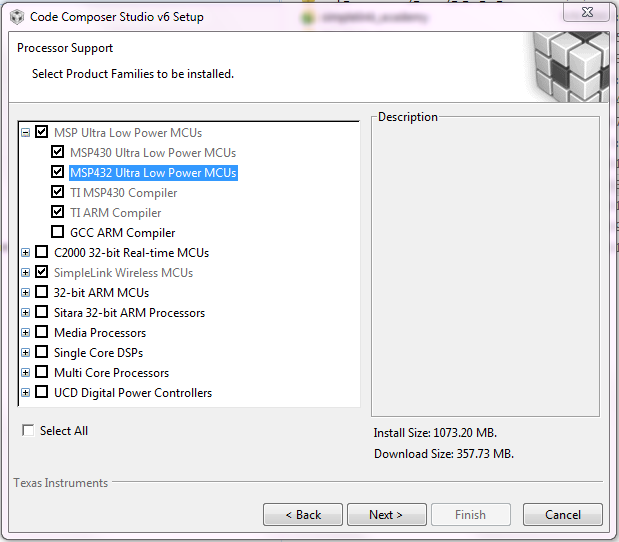 Code Composer Studio v6 Setup
Processor Support
Select Product Families to be installed.
MSP Ultra Low Power MCUs
MSP430 Ultra Low Power MCUs
MSP432 Ultra Low Power MCUs
TI MSP430 Compiler
TI ARM Compiler
GCC ARM Compiler
C2000 32-bit Real-time MCUs
SimpleLink Wireless MCUs
32-bit ARM MCUs
Sitara 32-bit ARM Processors
Media Processors
Single Core DSPs
Multi Core Processors
UCD Digital Power Controllers
Select All
Description
Install Size: 1073.20 MB.
Download Size: 357.73 MB.
Texas Instruments
< Back
Next >
Finish
Cancel